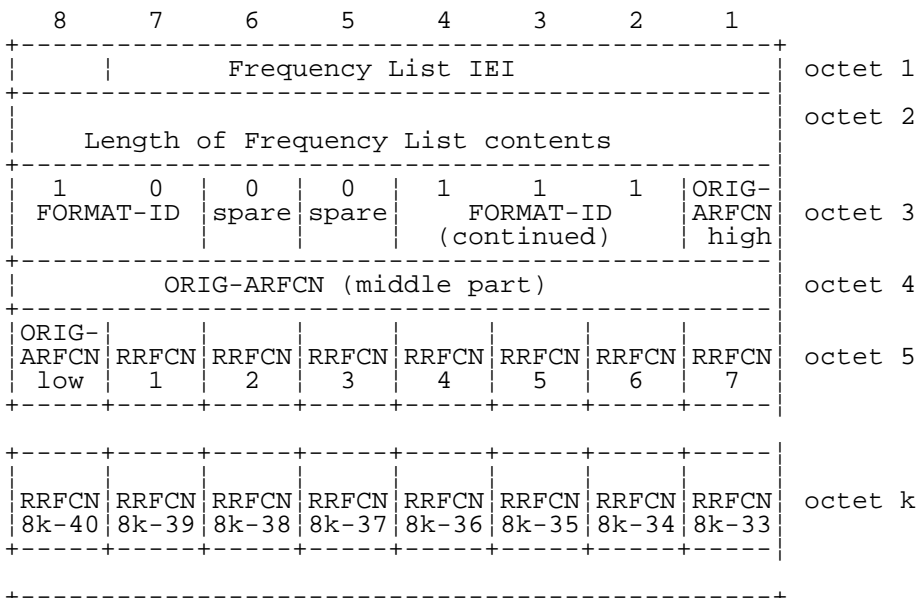 8 7 6 5 4 3 2 1
Frequency List IEI octet 1
octet 2
Length of Frequency List contents
1 0 0 0 1 1 1 ORIG-
FORMAT-ID spare spare FORMAT-ID ARFCN octet 3
(continued) high
ORIG-ARFCN (middle part) octet 4
ORIG-
ARFCN RRFCN RRFCN RRFCN RRFCN RRFCN RRFCN RRFCN octet 5
low 1 2 3 4 5 6 7
RRFCN RRFCN RRFCN RRFCN RRFCN RRFCN RRFCN RRFCN octet k
8k-40 8k-39 8k-38 8k-37 8k-36 8k-35 8k-34 8k-33